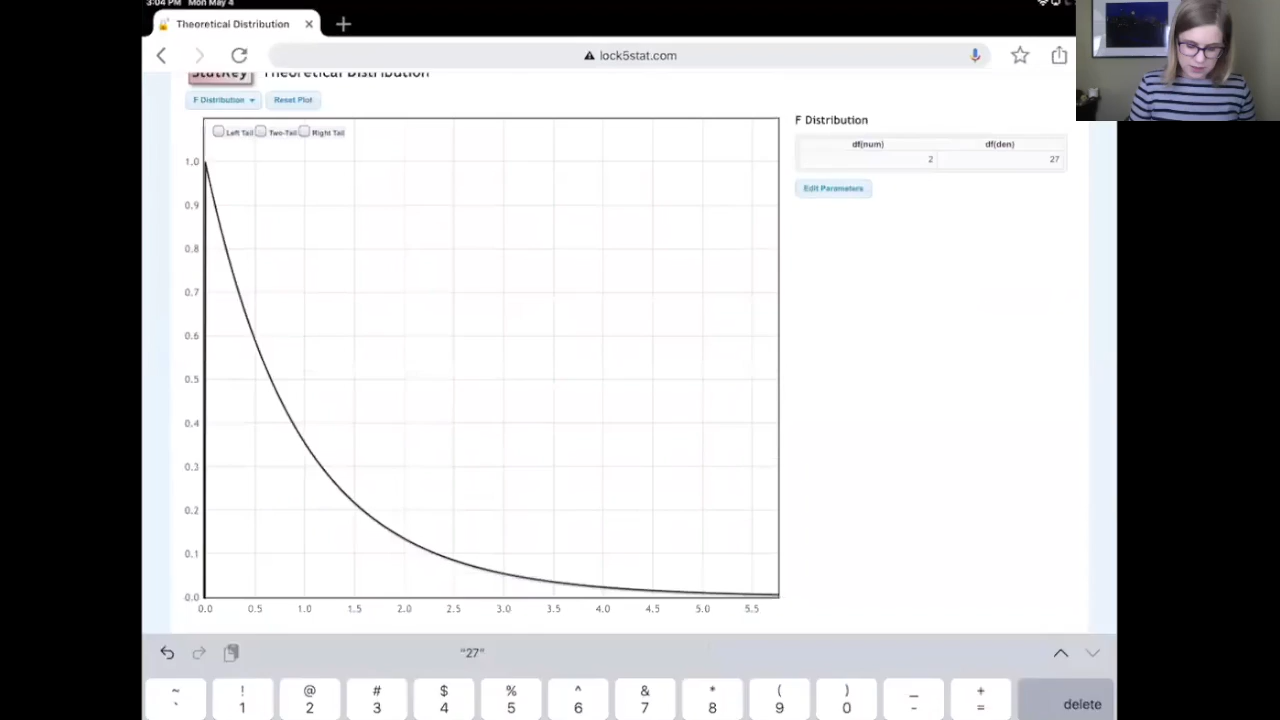 3:04 PM Mon May 4
Theoretical Distribution
lock5stat.com
StatKey Theoretical Distribution
F Distribution
Reset Plot
Left Tail Two-Tail Right Tail
F Distribution
df(num) df(den)
2 27
Edit Parameters
1.0
0.9
0.8
0.7
0.6
0.5
0.4
0.3
0.2
0.1
0.0
0.0 0.5 1.0 1.5 2.0 2.5 3.0 3.5 4.0 4.5 5.0 5.5
"27"
~ ! @ # $ % ^ & * ( ) _ +
` 1 2 3 4 5 6 7 8 9 0 - = delete